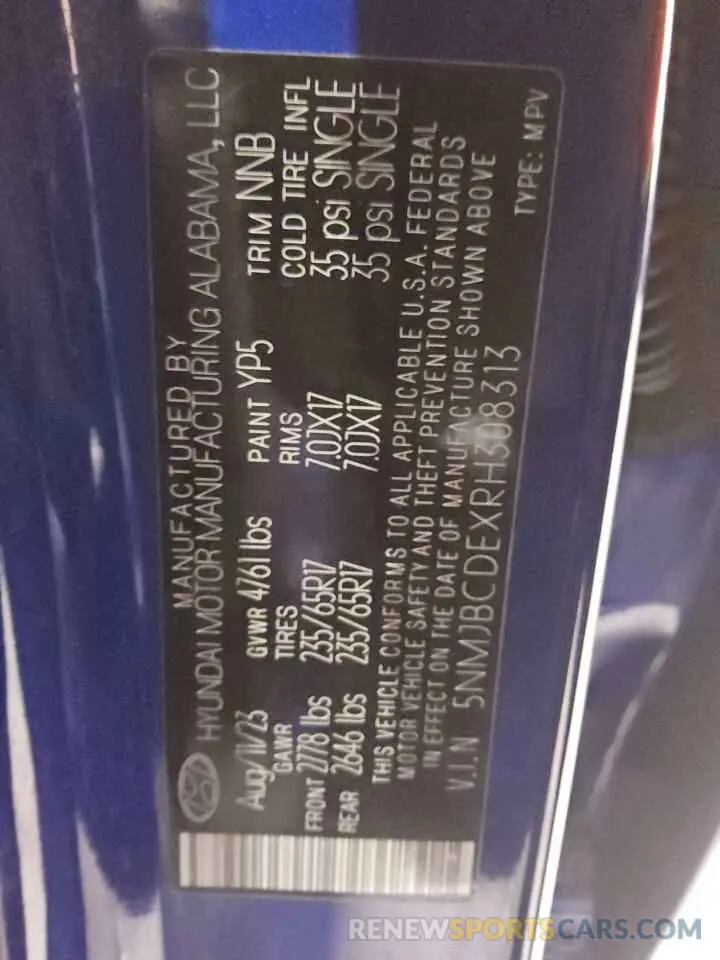 MANUFACTURED BY
HYUNDAI MOTOR MANUFACTURING ALABAMA, LLC
Aug/11/23 GVWR 4761 lbs PAINT YP5 TRIM NNB
GAWR TIRES RIMS COLD TIRE INFL
FRONT 2778 lbs 235/65R17 7.0JX17 35 psi SINGLE
REAR 2646 lbs 235/65R17 7.0JX17 35 psi SINGLE
THIS VEHICLE CONFORMS TO ALL APPLICABLE U.S.A. FEDERAL
MOTOR VEHICLE SAFETY AND THEFT PREVENTION STANDARDS
IN EFFECT ON THE DATE OF MANUFACTURE SHOWN ABOVE
V.I.N 5NMJBCDEXRH308313 TYPE: MPV
RENEWSPORTSCARS.COM